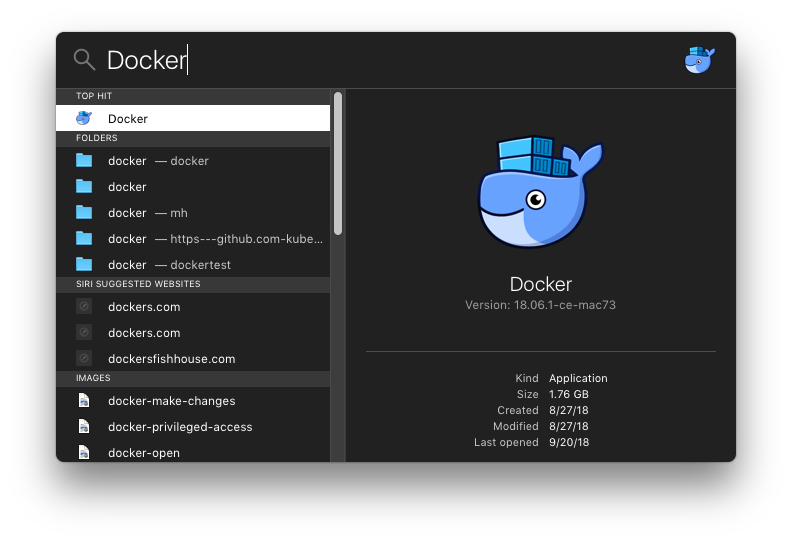 Docker
TOP HIT
Docker
FOLDERS
docker — docker
docker
docker — mh
docker — https---github.com-kube...
docker — dockertest
SIRI SUGGESTED WEBSITES
dockers.com
dockers.com
dockersfishhouse.com
IMAGES
docker-make-changes
docker-privileged-access
docker-open
Docker
Version: 18.06.1-ce-mac73
Kind Application
Size 1.76 GB
Created 8/27/18
Modified 8/27/18
Last opened 9/20/18